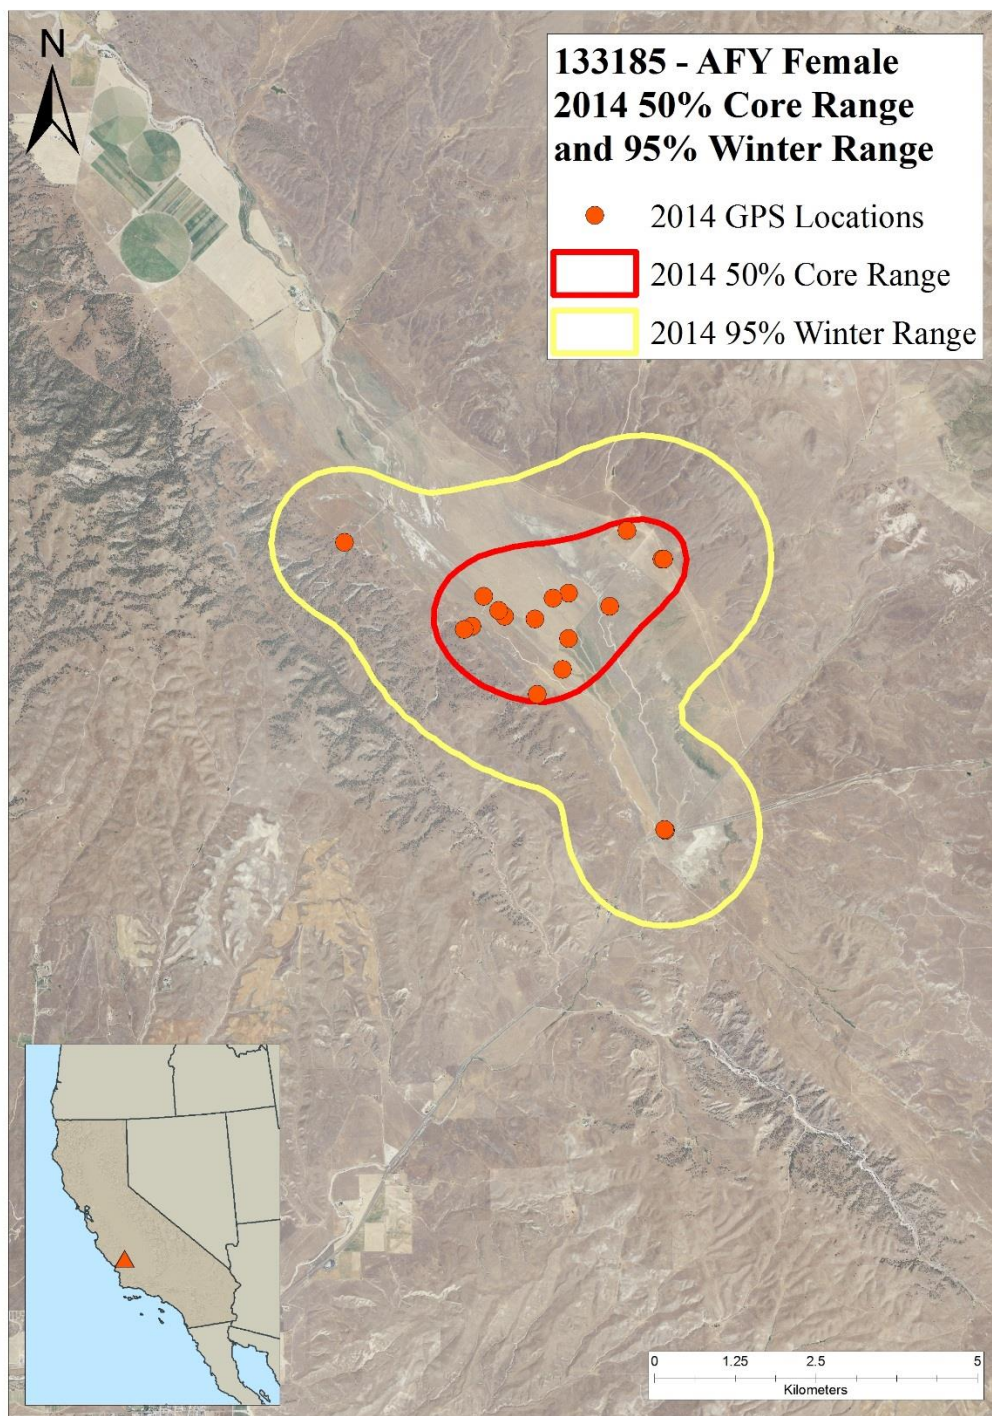 N
133185 - AFY Female
2014 50% Core Range
and 95% Winter Range
2014 GPS Locations
2014 50% Core Range
2014 95% Winter Range
0 1.25 2.5 5
Kilometers